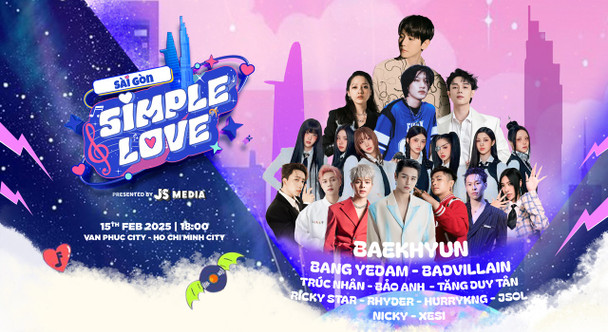 SÀI GÒN
SIMPLE
LOVE
PRESENTED BY JS MEDIA
15TH FEB 2025 | 18:00
VAN PHUC CITY - HO CHI MINH CITY
BAEKHYUN
BANG YEDAM - BADVILLAIN
TRÚC NHÂN - BẢO ANH - TĂNG DUY TÂN
RICKY STAR - RHYDER - HURRYKNG - JSOL
NICKY - X6SI